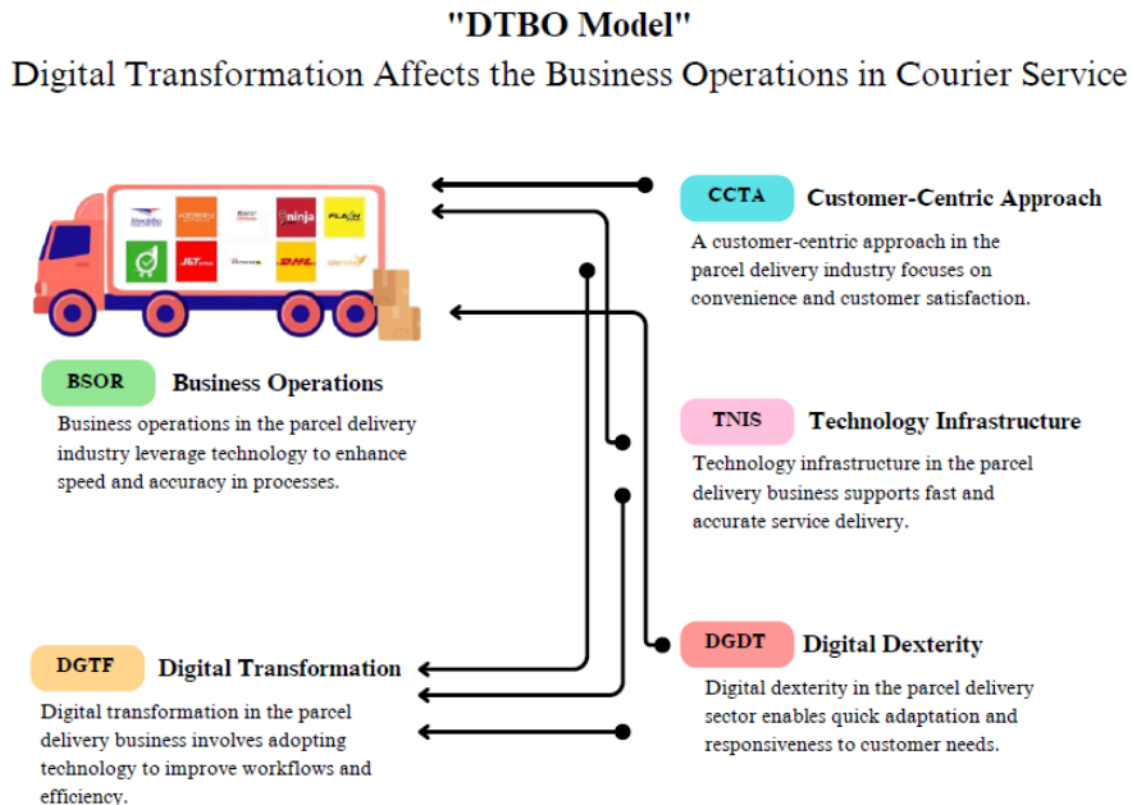 "DTBO Model"
Digital Transformation Affects the Business Operations in Courier Service
KERRY
BEST
ninja
FLASH
J&T
DHL
CCTA
Customer-Centric Approach
A customer-centric approach in the
parcel delivery industry focuses on
convenience and customer satisfaction.
BSOR
Business Operations
Business operations in the parcel delivery
industry leverage technology to enhance
speed and accuracy in processes.
TNIS
Technology Infrastructure
Technology infrastructure in the parcel
delivery business supports fast and
accurate service delivery.
DGTF
Digital Transformation
Digital transformation in the parcel
delivery business involves adopting
technology to improve workflows and
efficiency.
DGDT
Digital Dexterity
Digital dexterity in the parcel delivery
sector enables quick adaptation and
responsiveness to customer needs.